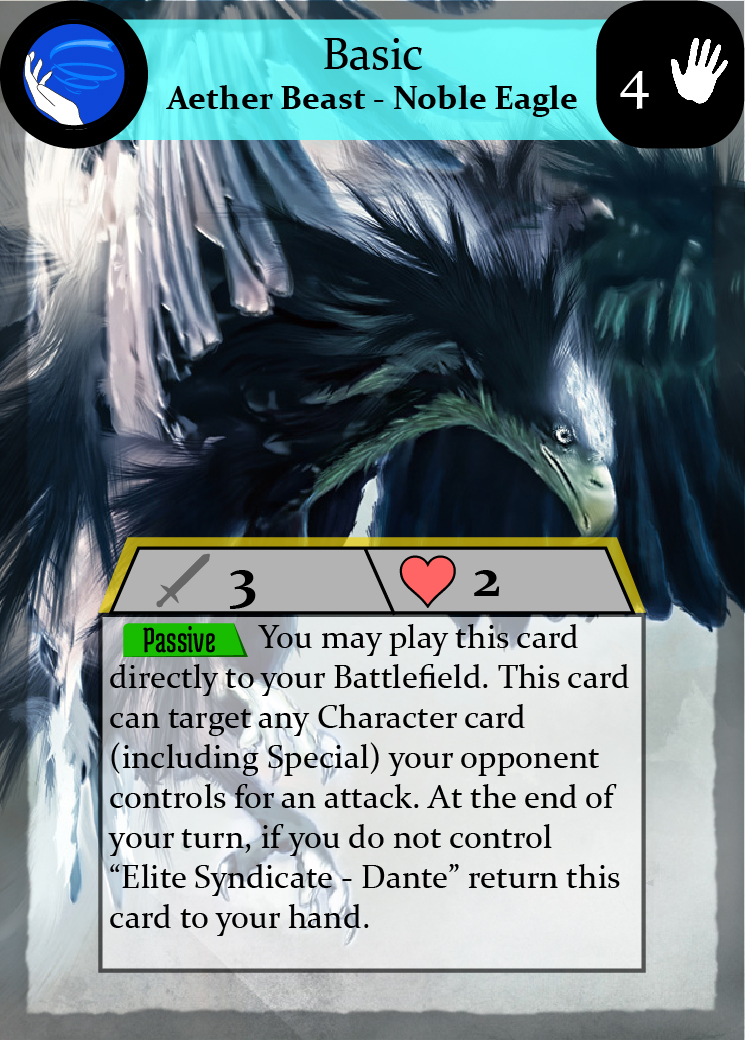 Basic
Aether Beast - Noble Eagle
4
3
2
Passive You may play this card
directly to your Battlefield. This card
can target any Character card
(including Special) your opponent
controls for an attack. At the end of
your turn, if you do not control
“Elite Syndicate - Dante” return this
card to your hand.